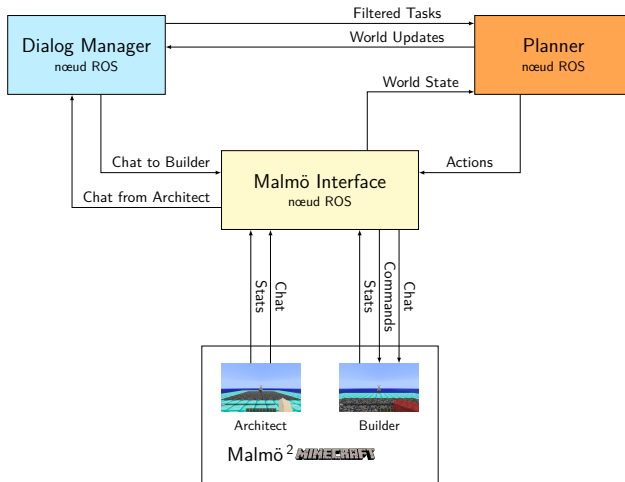 Filtered Tasks
Dialog Manager
nœud ROS
World Updates
Planner
nœud ROS
World State
Chat to Builder
Actions
Malmö Interface
nœud ROS
Chat from Architect
Stats
Chat
Stats
Commands
Chat
Architect
Builder
Malmö 2 MINECRAFT